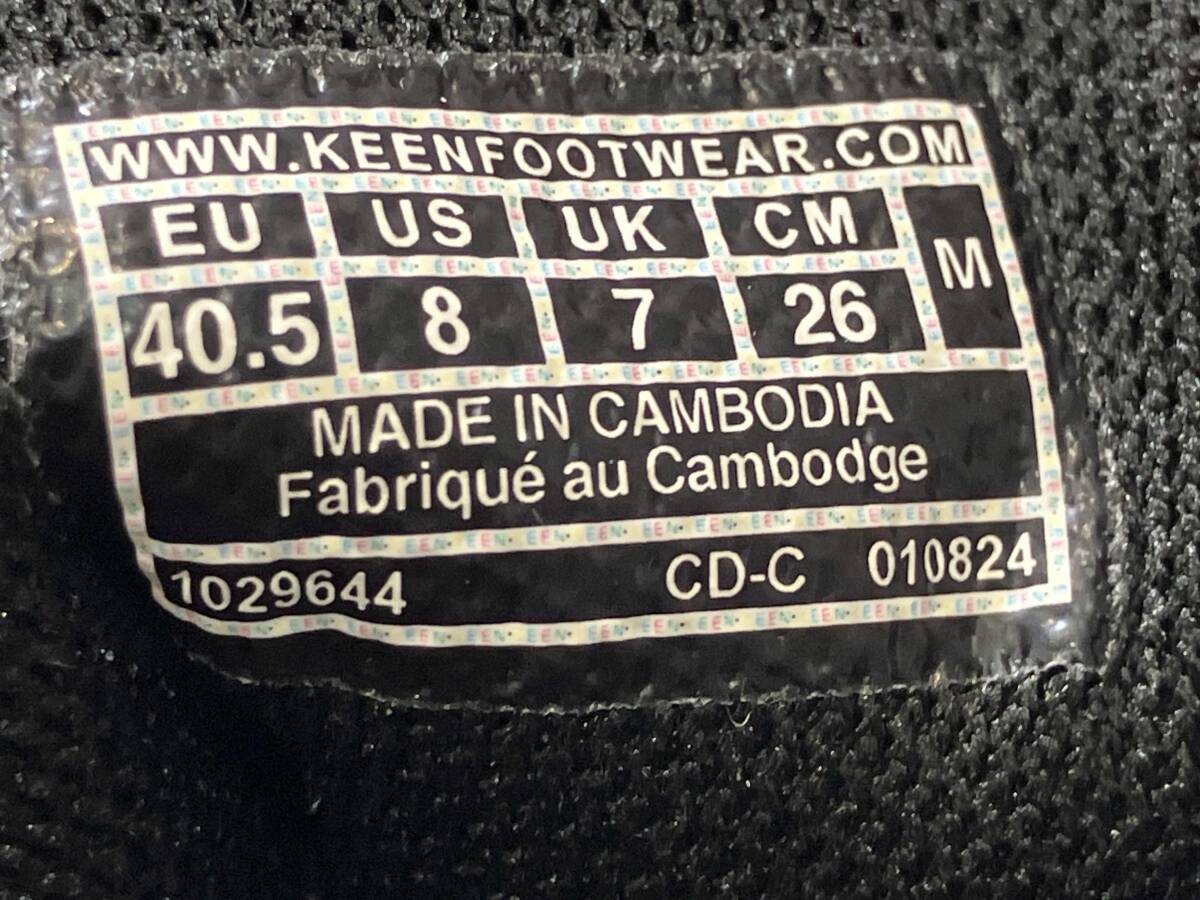 WWW.KEENFOOTWEAR.COM
EU US UK CM M
40.5 8 7 26
MADE IN CAMBODIA
Fabriqué au Cambodge
1029644 CD-C 010824